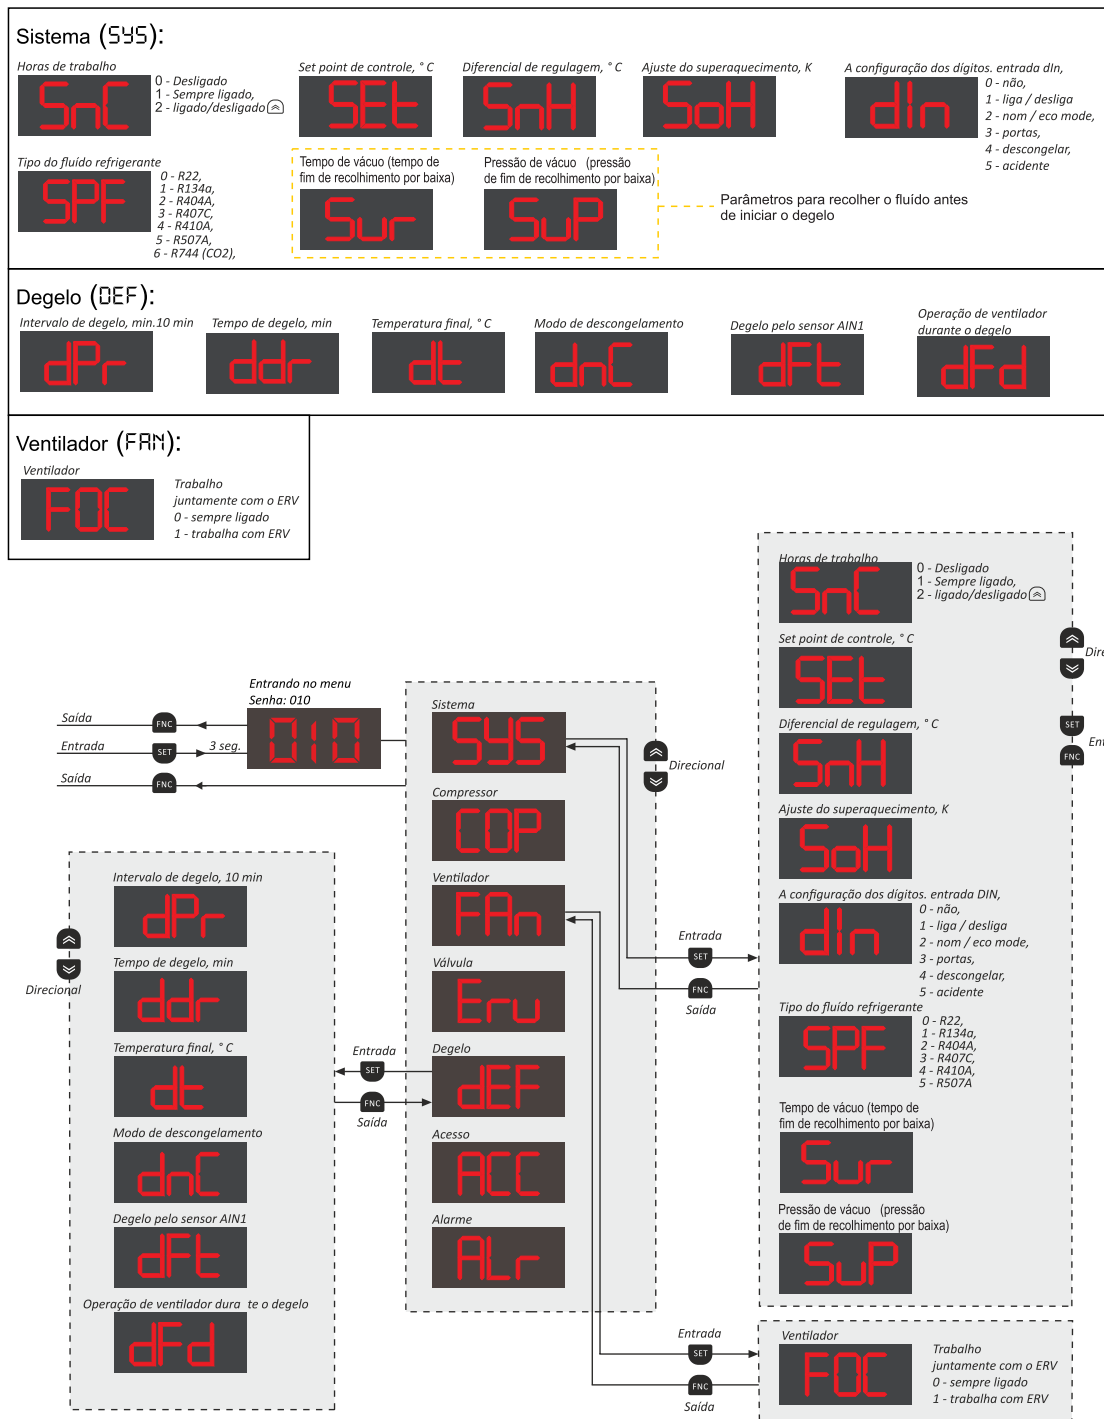 Sistema (SYS):
Horas de trabalho
SnC
0 - Desligado
1 - Sempre ligado,
2 - ligado/desligado
Set point de controle, ° C
SEt
Diferencial de regulagem, ° C
SnH
Ajuste do superaquecimento, K
SoH
A configuração dos dígitos. entrada dIn,
dIn
0 - não,
1 - liga / desliga
2 - nom / eco mode,
3 - portas,
4 - descongelar,
5 - acidente
Tipo do fluído refrigerante
SPF
0 - R22,
1 - R134a,
2 - R404A,
3 - R407C,
4 - R410A,
5 - R507A,
6 - R744 (CO2),
Tempo de vácuo (tempo de
fim de recolhimento por baixa)
Sur
Pressão de vácuo (pressão
de fim de recolhimento por baixa)
SuP
Parâmetros para recolher o fluído antes
de iniciar o degelo
Degelo (DEF):
Intervalo de degelo, min.10 min
dPr
Tempo de degelo, min
ddr
Temperatura final, ° C
dt
Modo de descongelamento
dnC
Degelo pelo sensor AIN1
dFt
Operação de ventilador
durante o degelo
dFd
Ventilador (FAN):
Ventilador
FOC
Trabalho
juntamente com o ERV
0 - sempre ligado
1 - trabalha com ERV
Entrando no menu
Senha: 010
010
Saída
FNC
Entrada
SET
3 seg.
Saída
FNC
Sistema
SYS
Compressor
COP
Ventilador
FAn
Válvula
Eru
Degelo
dEF
Acesso
ACC
Alarme
ALr
Direcional
Intervalo de degelo, 10 min
dPr
Tempo de degelo, min
ddr
Temperatura final, ° C
dt
Modo de descongelamento
dnC
Degelo pelo sensor AIN1
dFt
Operação de ventilador dura te o degelo
dFd
Direcional
Entrada
SET
FNC
Saída
Entrada
SET
FNC
Saída
Horas de trabalho
SnC
0 - Desligado
1 - Sempre ligado,
2 - ligado/desligado
Set point de controle, ° C
SEt
Diferencial de regulagem, ° C
SnH
Ajuste do superaquecimento, K
SoH
A configuração dos dígitos. entrada DIN,
dIn
0 - não,
1 - liga / desliga
2 - nom / eco mode,
3 - portas,
4 - descongelar,
5 - acidente
Tipo do fluído refrigerante
SPF
0 - R22,
1 - R134a,
2 - R404A,
3 - R407C,
4 - R410A,
5 - R507A
Tempo de vácuo (tempo de
fim de recolhimento por baixa)
Sur
Pressão de vácuo (pressão
de fim de recolhimento por baixa)
SuP
SET
FNC
Entrada
SET
FNC
Saída
Ventilador
FOC
Trabalho
juntamente com o ERV
0 - sempre ligado
1 - trabalha com ERV